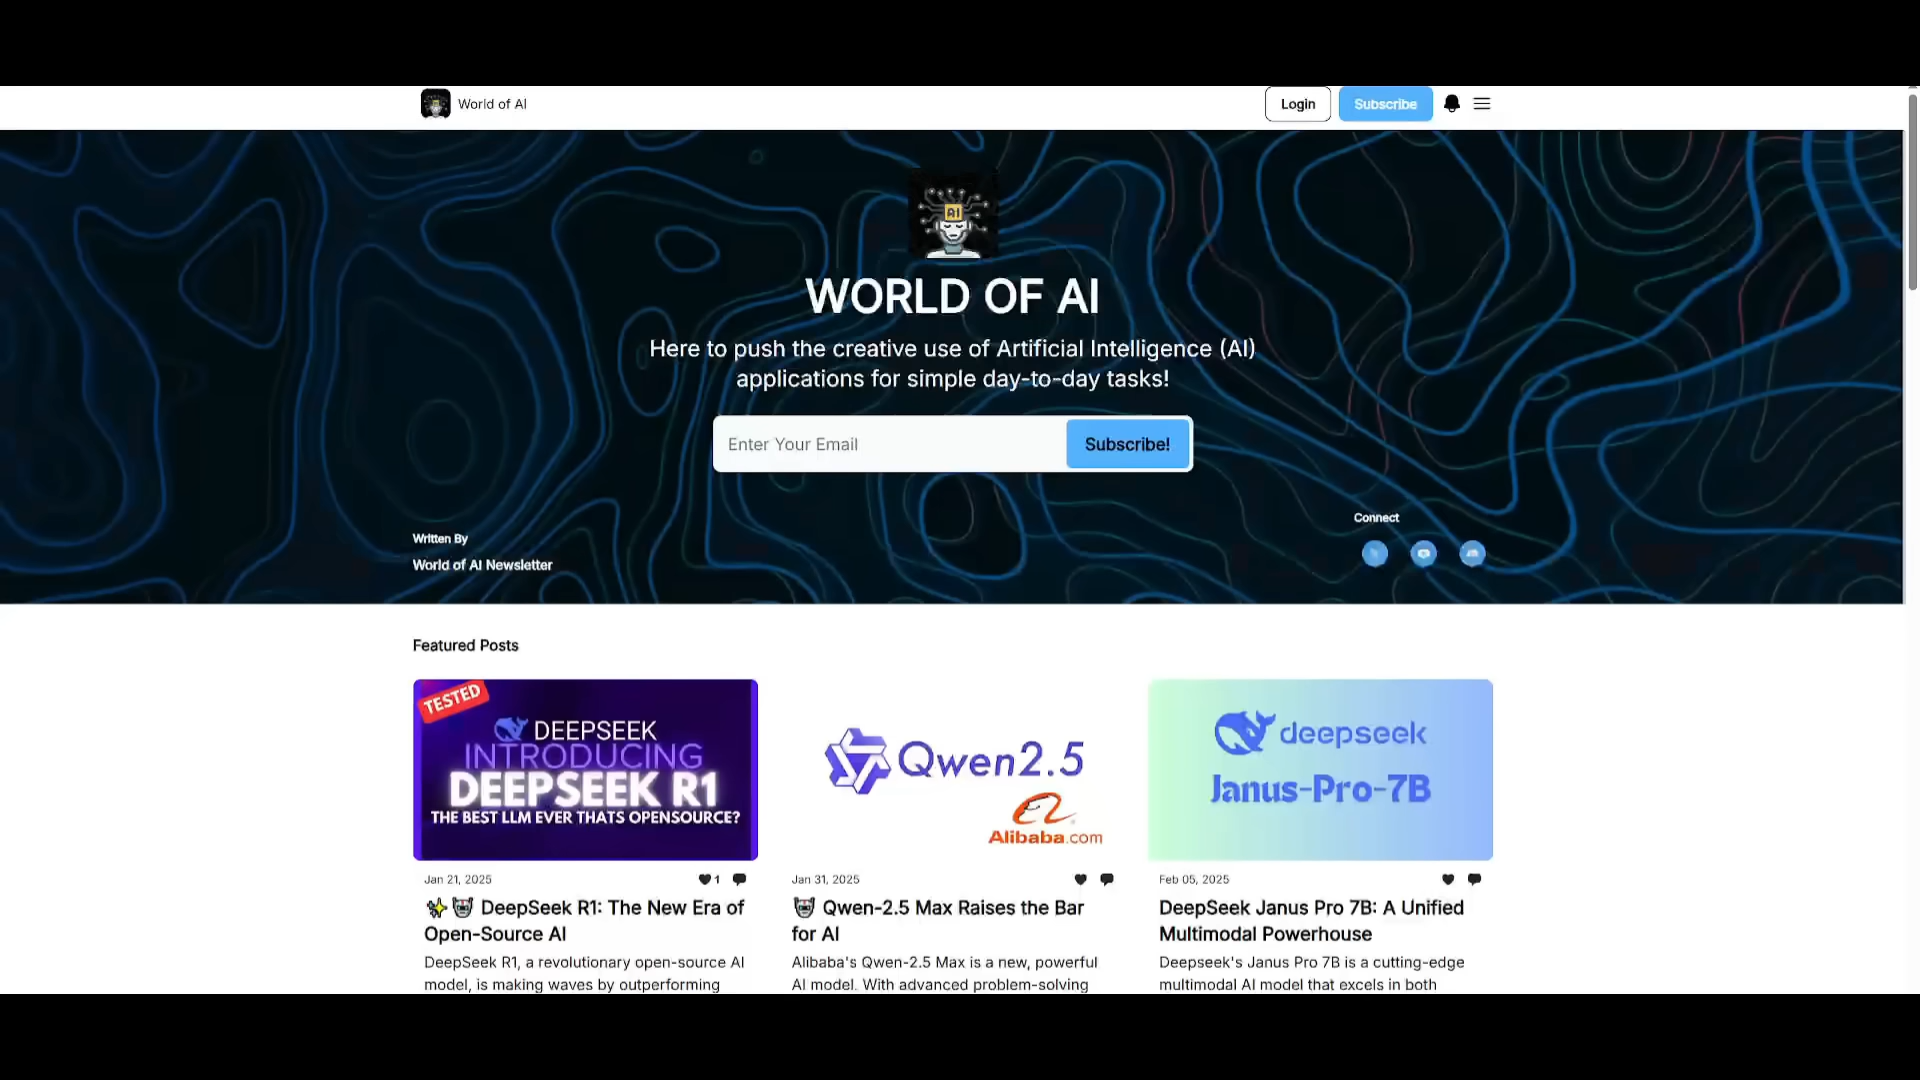 World of AI
Login
Subscribe
AI
WORLD OF AI
Here to push the creative use of Artificial Intelligence (AI)
applications for simple day-to-day tasks!
Enter Your Email
Subscribe!
Connect
Written By
World of AI Newsletter
Featured Posts
TESTED
DEEPSEEK
INTRODUCING
DEEPSEEK R1
THE BEST LLM EVER THATS OPENSOURCE?
Jan 21, 2025
1
DeepSeek R1: The New Era of
Open-Source AI
DeepSeek R1, a revolutionary open-source AI
model, is making waves by outperforming
Qwen2.5
Alibaba.com
Jan 31, 2025
Qwen-2.5 Max Raises the Bar
for AI
Alibaba's Qwen-2.5 Max is a new, powerful
AI model. With advanced problem-solving
deepseek
Janus-Pro-7B
Feb 05, 2025
DeepSeek Janus Pro 7B: A Unified
Multimodal Powerhouse
Deepseek's Janus Pro 7B is a cutting-edge
multimodal AI model that excels in both